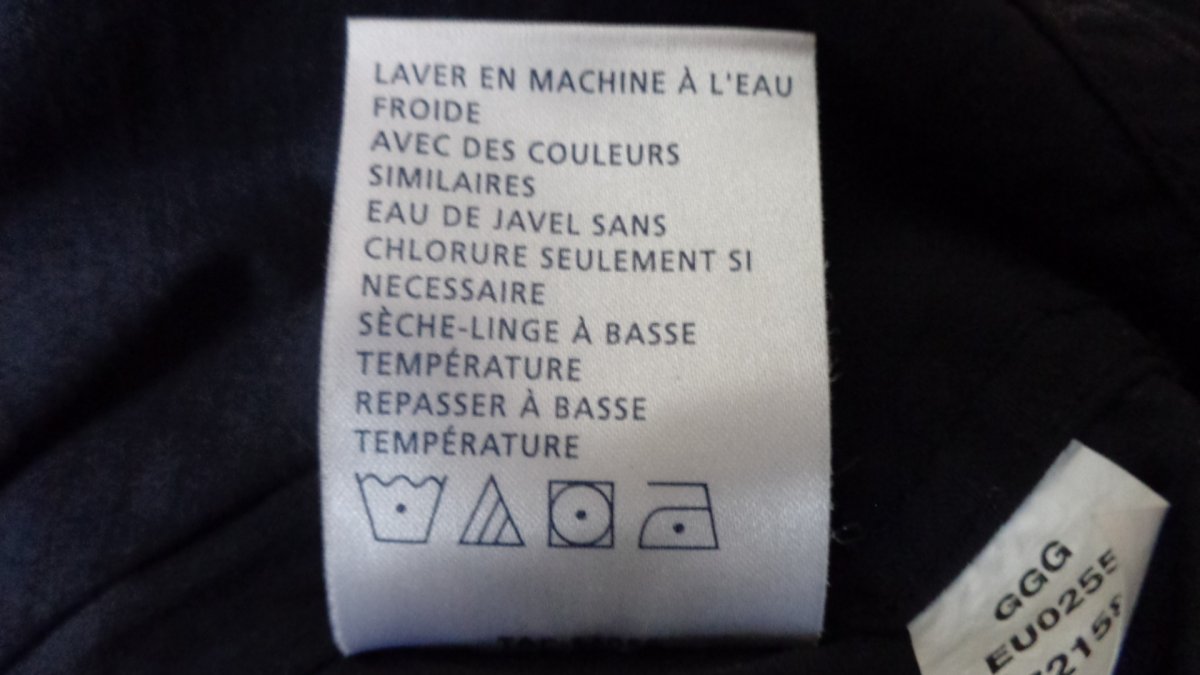 LAVER EN MACHINE À L'EAU
FROIDE
AVEC DES COULEURS
SIMILAIRES
EAU DE JAVEL SANS
CHLORURE SEULEMENT SI
NECESSAIRE
SÈCHE-LINGE À BASSE
TEMPÉRATURE
REPASSER À BASSE
TEMPÉRATURE
GGG
EU0255